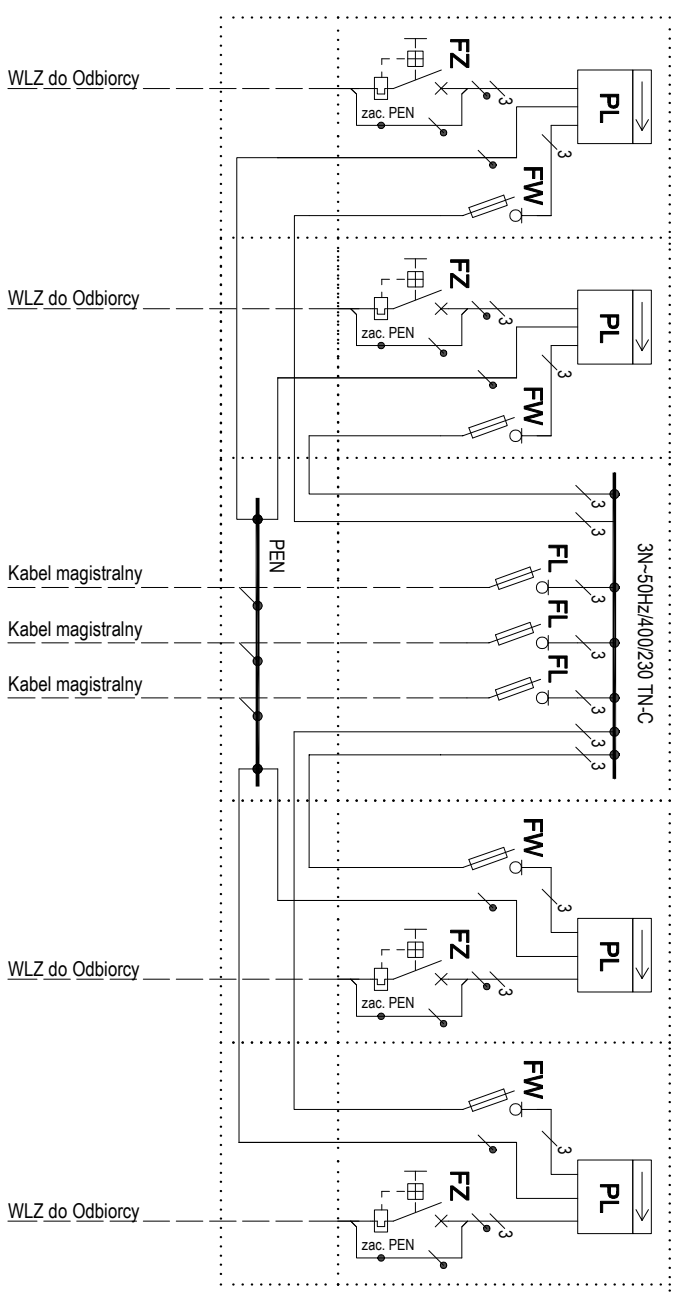 FZ
PL
WLZ do Odbiorcy
3
zac. PEN
3
FW
FZ
PL
WLZ do Odbiorcy
3
zac. PEN
3
FW
3
3
PEN
3N~50Hz/400/230 TN-C
FL
Kabel magistralny
3
FL
Kabel magistralny
3
FL
Kabel magistralny
3
3
3
FW
3
FZ
PL
WLZ do Odbiorcy
3
zac. PEN
FW
3
FZ
PL
WLZ do Odbiorcy
3
zac. PEN